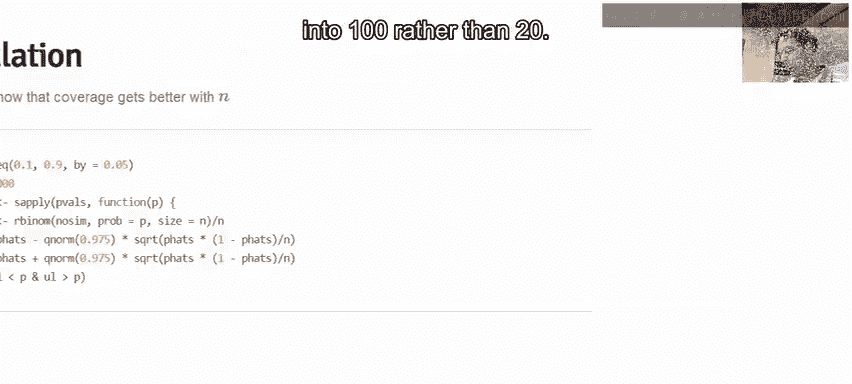 into 100 rather than 20.
lation
now that coverage gets better with n
eq(0.1, 0.9, by = 0.05)
000
<- sapply(pvals, function(p) {
<- rbinom(nosim, prob = p, size = n)/n
phats - qnorm(0.975) * sqrt(phats * (1 - phats)/n)
phats + qnorm(0.975) * sqrt(phats * (1 - phats)/n)
l < p & ul > p)